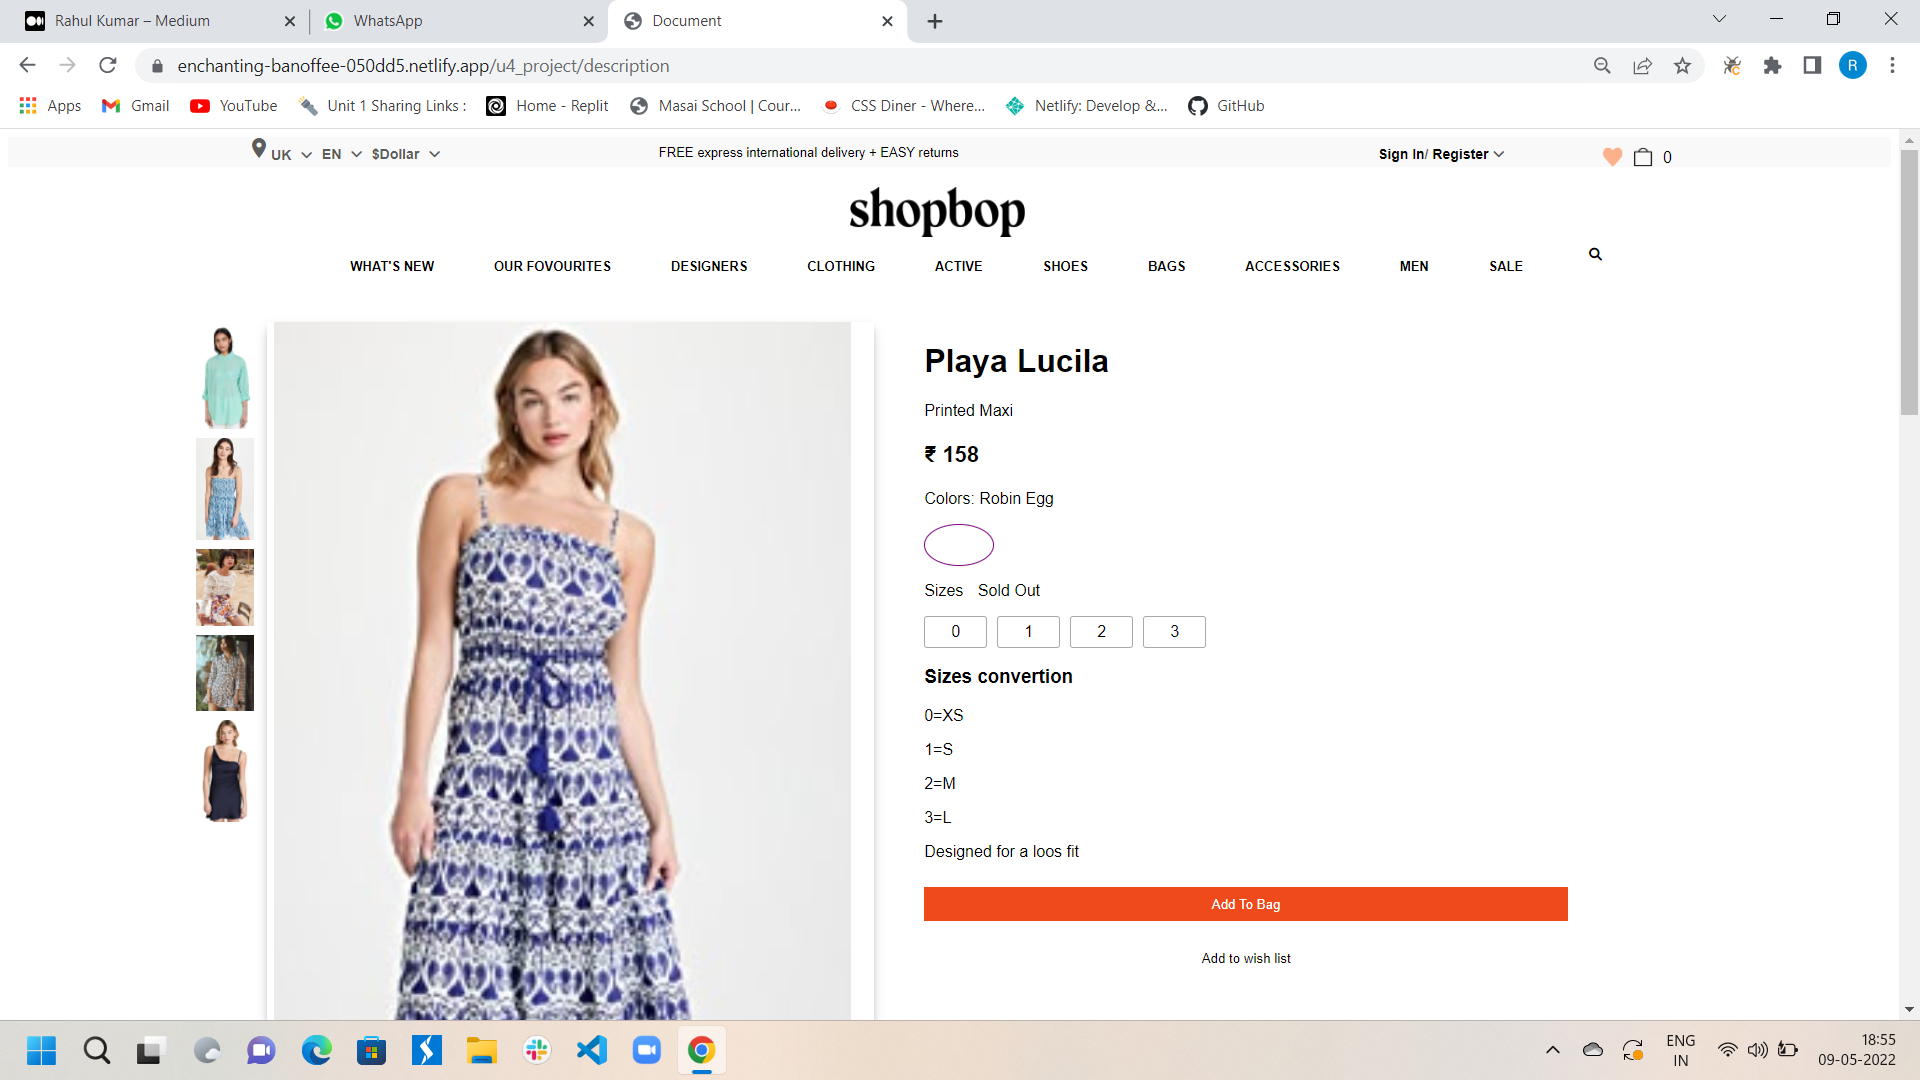 Rahul Kumar – Medium
WhatsApp
Document
enchanting-banoffee-050dd5.netlify.app/u4_project/description
R
Apps
Gmail
YouTube
Unit 1 Sharing Links :
Home - Replit
Masai School | Cour...
CSS Diner - Where...
Netlify: Develop &...
GitHub
UK EN $Dollar
FREE express international delivery + EASY returns
Sign In/ Register
0
shopbop
WHAT'S NEW OUR FOVOURITES DESIGNERS CLOTHING ACTIVE SHOES BAGS ACCESSORIES MEN SALE
Playa Lucila
Printed Maxi
₹ 158
Colors: Robin Egg
Sizes Sold Out
0 1 2 3
Sizes convertion
0=XS
1=S
2=M
3=L
Designed for a loos fit
Add To Bag
Add to wish list
ENG
IN
18:55
09-05-2022